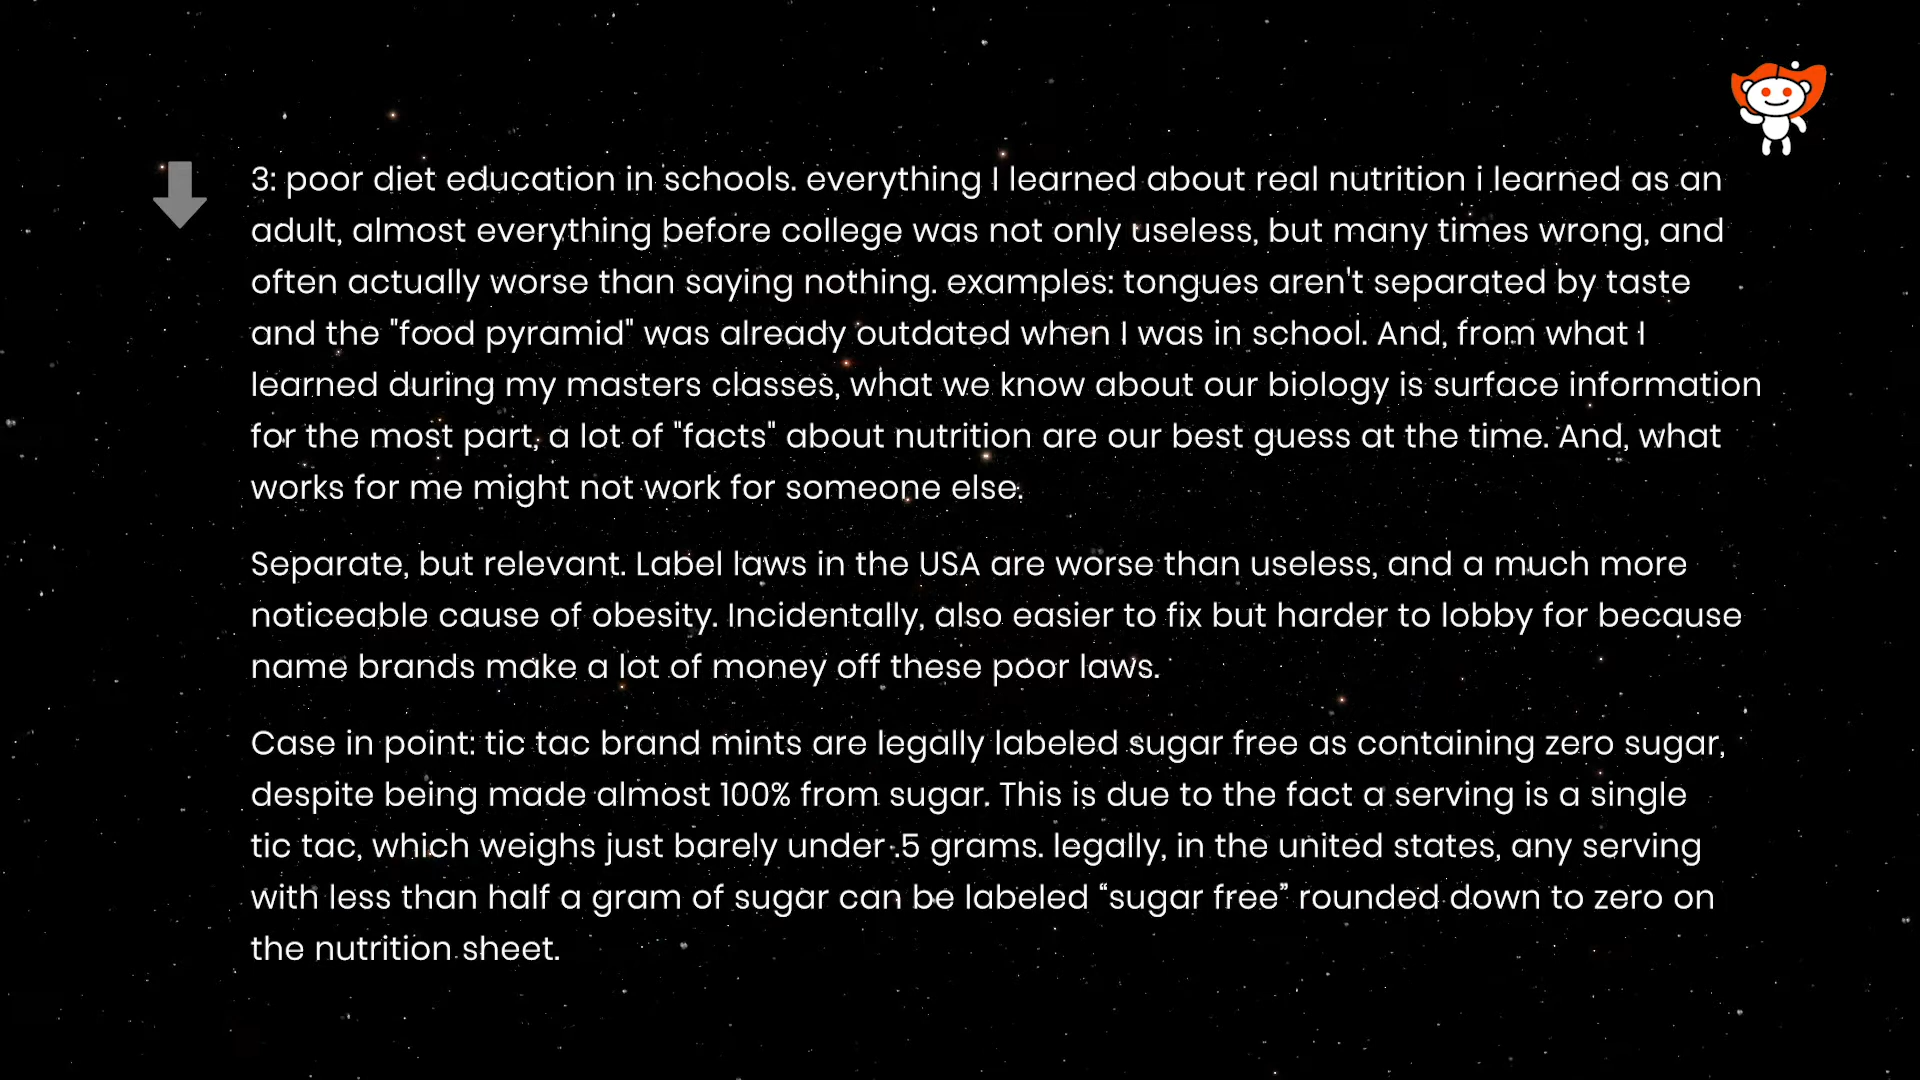 3: poor diet education in schools. everything I learned about real nutrition i learned as an
adult, almost everything before college was not only useless, but many times wrong, and
often actually worse than saying nothing. examples: tongues aren't separated by taste
and the "food pyramid" was already outdated when I was in school. And, from what I
learned during my masters classes, what we know about our biology is surface information
for the most part, a lot of "facts" about nutrition are our best guess at the time. And, what
works for me might not work for someone else.
Separate, but relevant. Label laws in the USA are worse than useless, and a much more
noticeable cause of obesity. Incidentally, also easier to fix but harder to lobby for because
name brands make a lot of money off these poor laws.
Case in point: tic tac brand mints are legally labeled sugar free as containing zero sugar,
despite being made almost 100% from sugar. This is due to the fact a serving is a single
tic tac, which weighs just barely under .5 grams. legally, in the united states, any serving
with less than half a gram of sugar can be labeled “sugar free” rounded down to zero on
the nutrition sheet.